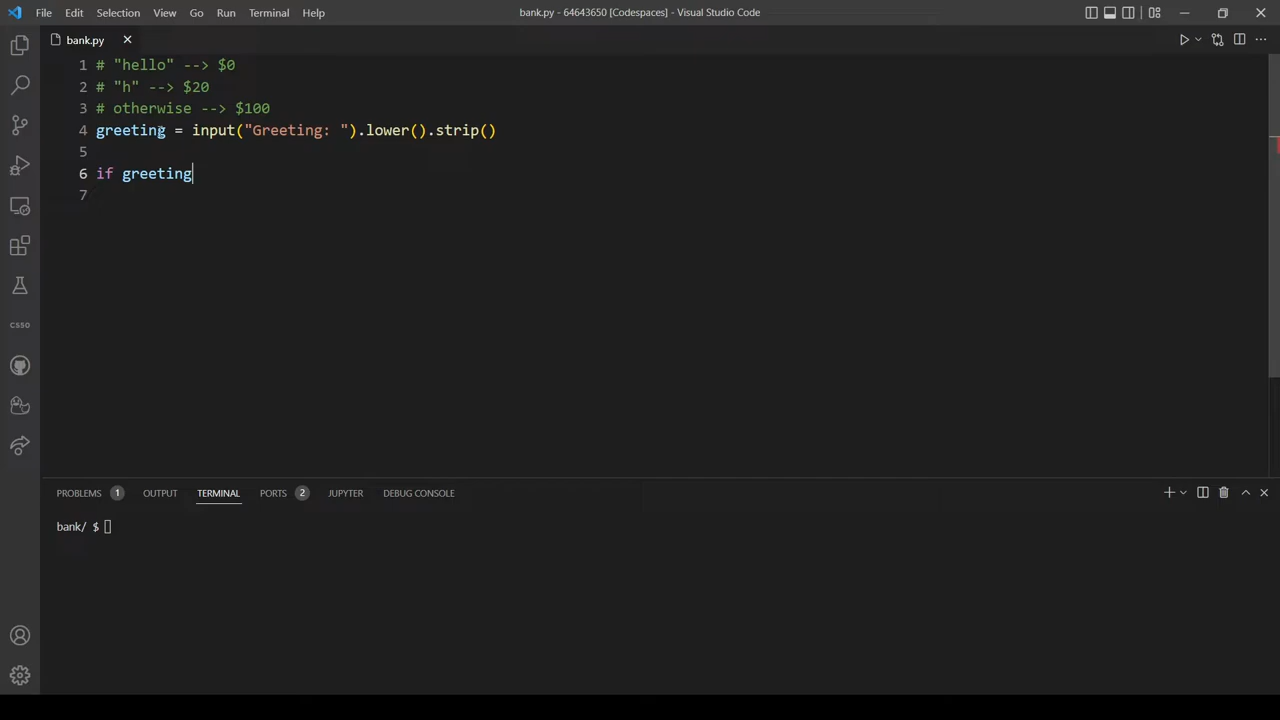 File Edit Selection View Go Run Terminal Help
bank.py - 64643650 [Codespaces] - Visual Studio Code
bank.py
1 # "hello" --> $0
2 # "h" --> $20
3 # otherwise --> $100
4 greeting = input("Greeting: ").lower().strip()
5
6 if greeting
7
CS50
PROBLEMS 1 OUTPUT TERMINAL PORTS 2 JUPYTER DEBUG CONSOLE
bank/ $